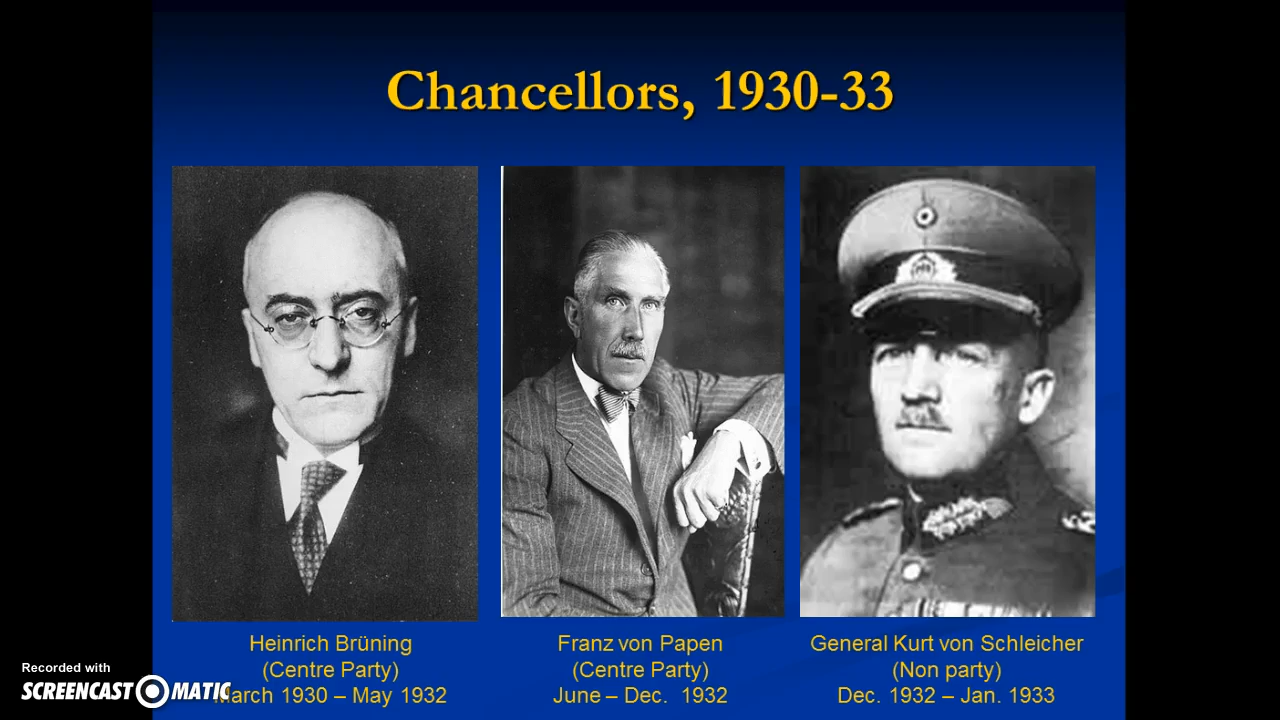 Chancellors, 1930-33
Heinrich Brüning
(Centre Party)
March 1930 – May 1932
Franz von Papen
(Centre Party)
June – Dec. 1932
General Kurt von Schleicher
(Non party)
Dec. 1932 – Jan. 1933
Recorded with
SCREENCAST MATIC